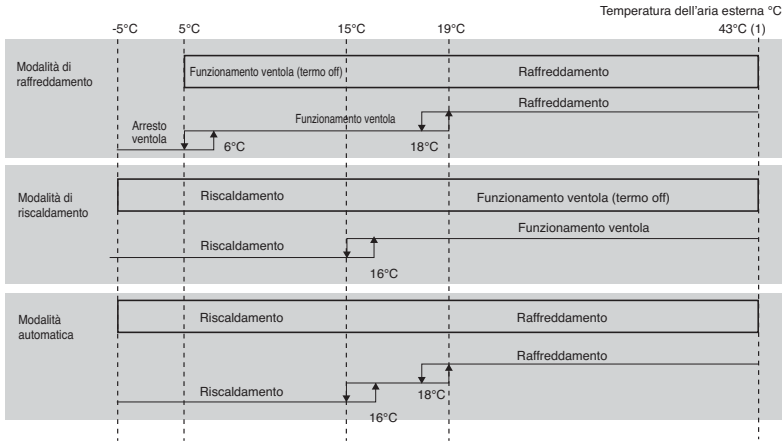 Temperatura dell'aria esterna °C
-5°C 5°C 15°C 19°C 43°C (1)
Modalità di
raffreddamento
Funzionamento ventola (termo off) Raffreddamento
Raffreddamento
Funzionamento ventola
Arresto
ventola
6°C 18°C
Modalità di
riscaldamento
Riscaldamento Funzionamento ventola (termo off)
Funzionamento ventola
Riscaldamento
16°C
Modalità
automatica
Riscaldamento Raffreddamento
Raffreddamento
Riscaldamento
18°C
16°C